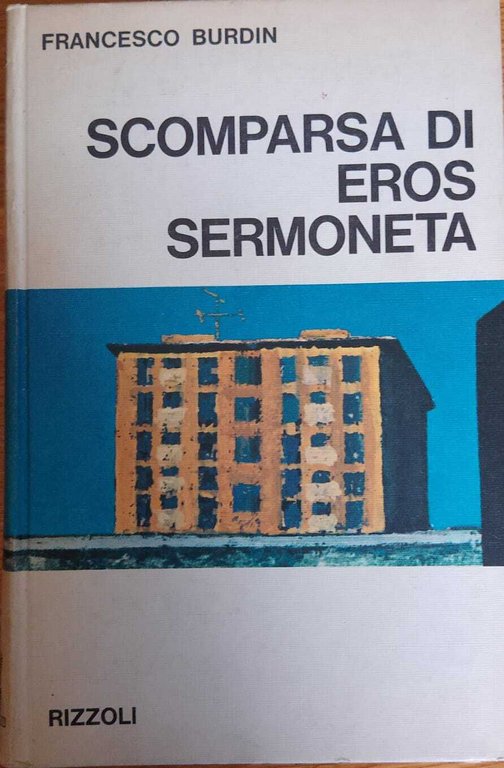 FRANCESCO BURDIN
SCOMPARSA DI
EROS
SERMONETA
RIZZOLI